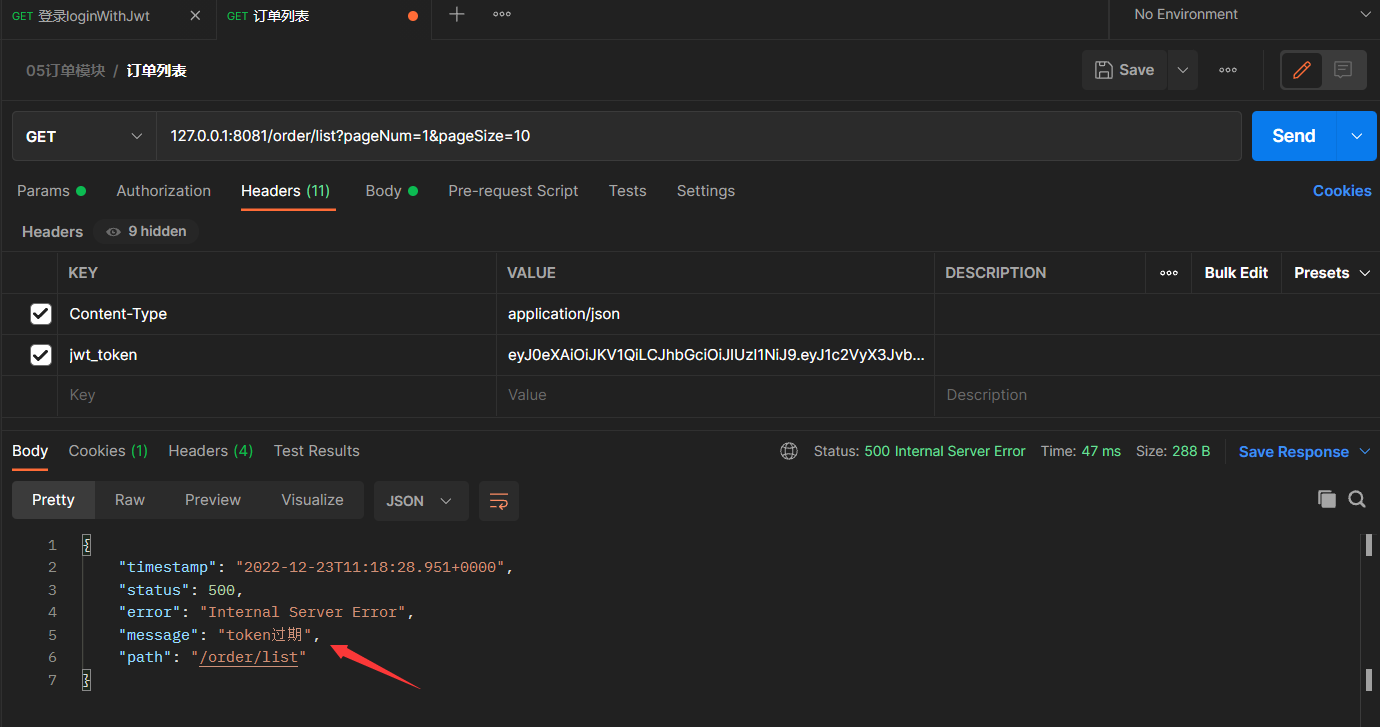 GET 登录loginWithJwt
GET 订单列表
No Environment
05订单模块 / 订单列表
Save
GET 127.0.0.1:8081/order/list?pageNum=1&pageSize=10 Send
Params Authorization Headers (11) Body Pre-request Script Tests Settings Cookies
Headers 9 hidden
KEY VALUE DESCRIPTION Bulk Edit Presets
Content-Type application/json
jwt_token eyJ0eXAiOiJKV1QiLCJhbGciOiJIUzI1NiJ9.eyJ1c2VyX3Jvb...
Key Value Description
Body Cookies (1) Headers (4) Test Results Status: 500 Internal Server Error Time: 47 ms Size: 288 B Save Response
Pretty Raw Preview Visualize JSON
1 {
2 "timestamp": "2022-12-23T11:18:28.951+0000",
3 "status": 500,
4 "error": "Internal Server Error",
5 "message": "token过期",
6 "path": "/order/list"
7 }